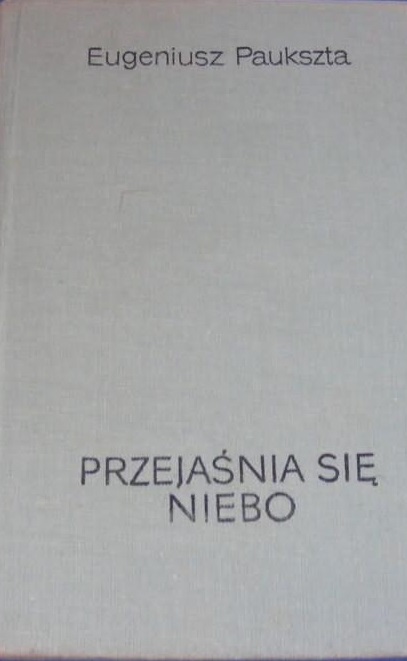 Eugeniusz Paukszta
PRZEJAŚNIA SIĘ
NIEBO